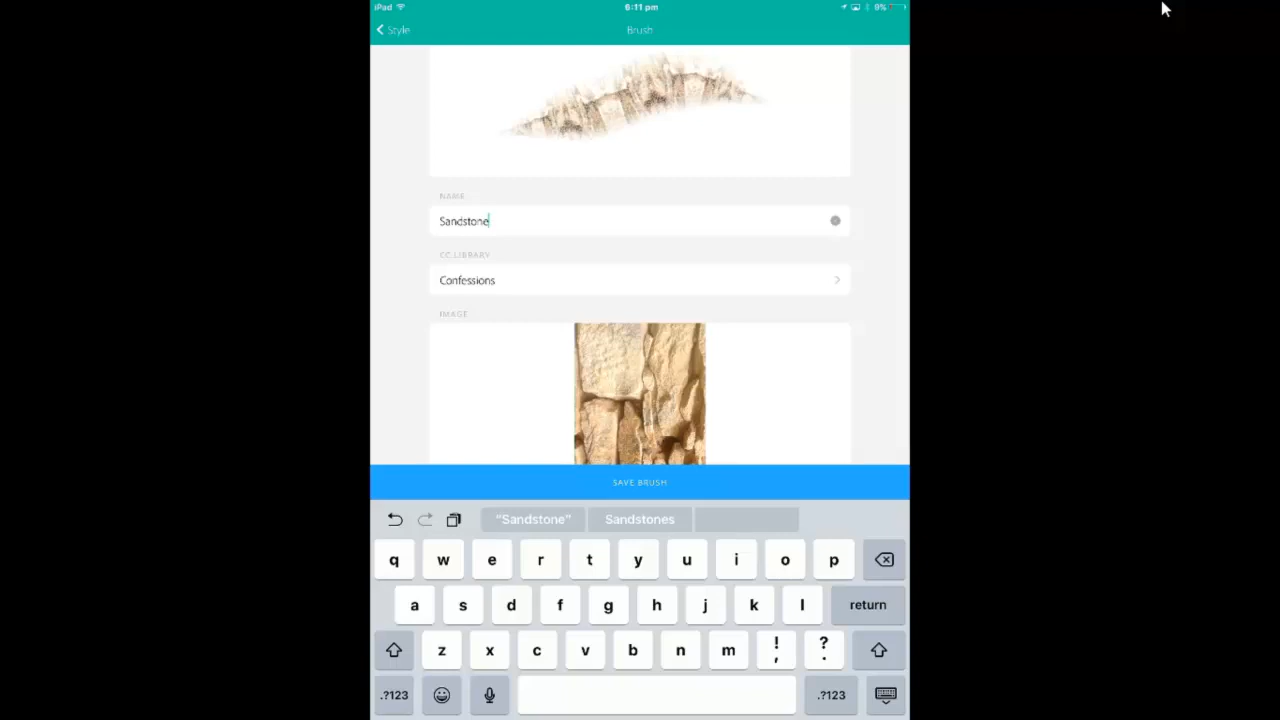 iPad 6:11 pm 9%
Style Brush
NAME
Sandstone
CC LIBRARY
Confessions
IMAGE
SAVE BRUSH
"Sandstone" Sandstones
q w e r t y u i o p
a s d f g h j k l return
z x c v b n m ! , ? .
.?123 .?123